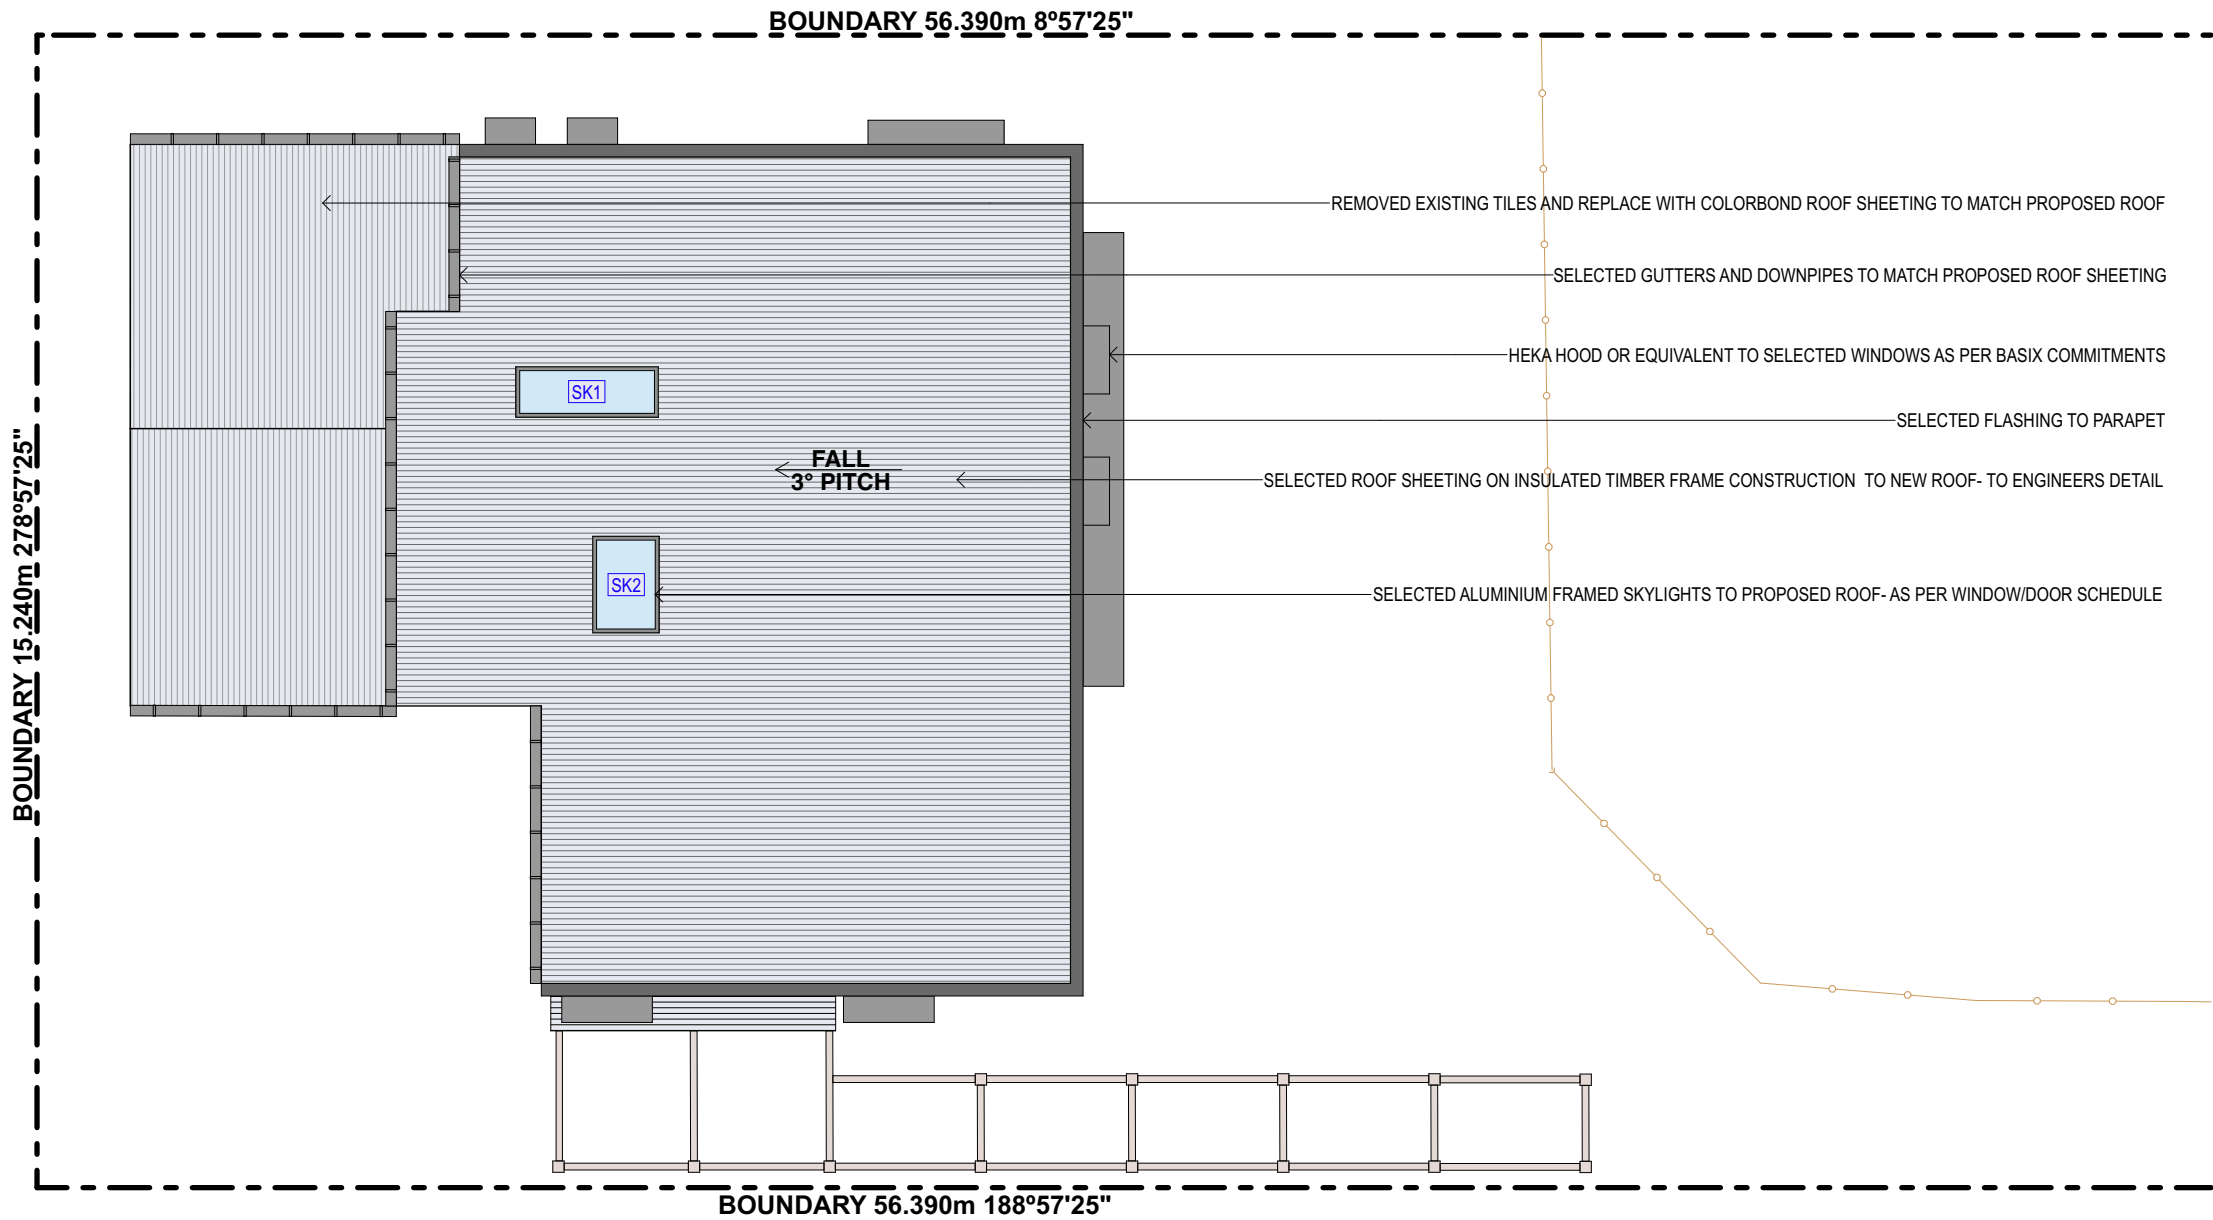 BOUNDARY 56.390m 8º57'25"
REMOVED EXISTING TILES AND REPLACE WITH COLORBOND ROOF SHEETING TO MATCH PROPOSED ROOF
SELECTED GUTTERS AND DOWNPIPES TO MATCH PROPOSED ROOF SHEETING
HEKA HOOD OR EQUIVALENT TO SELECTED WINDOWS AS PER BASIX COMMITMENTS
SK1
SELECTED FLASHING TO PARAPET
FALL
3° PITCH
SELECTED ROOF SHEETING ON INSULATED TIMBER FRAME CONSTRUCTION TO NEW ROOF- TO ENGINEERS DETAIL
SK2
SELECTED ALUMINIUM FRAMED SKYLIGHTS TO PROPOSED ROOF- AS PER WINDOW/DOOR SCHEDULE
BOUNDARY 15.240m 278º57'25"
BOUNDARY 56.390m 188º57'25"